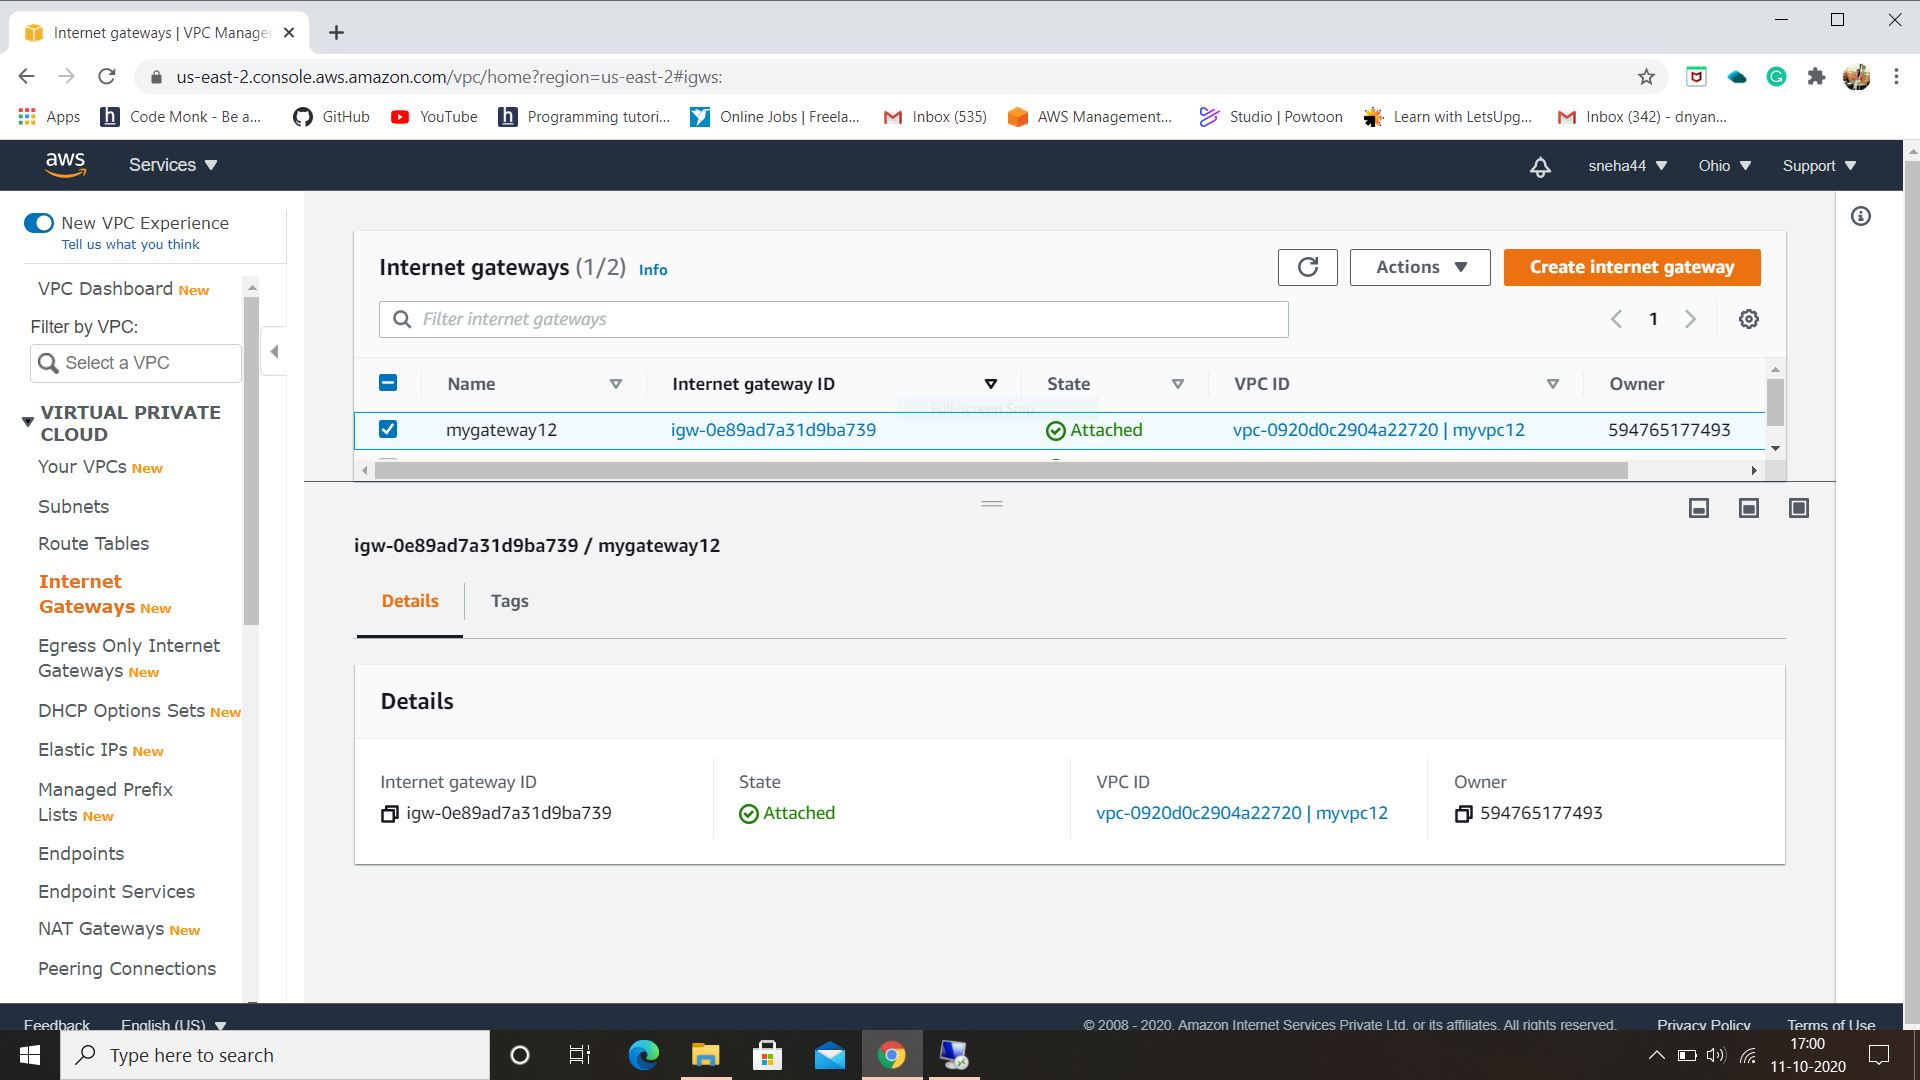 Internet gateways | VPC Manage
us-east-2.console.aws.amazon.com/vpc/home?region=us-east-2#igws:
Apps Code Monk - Be a... GitHub YouTube Programming tutori... Online Jobs | Freela... Inbox (535) AWS Management... Studio | Powtoon Learn with LetsUpg... Inbox (342) - dnyan...
aws Services sneha44 Ohio Support
New VPC Experience
Tell us what you think
VPC Dashboard New
Filter by VPC:
Select a VPC
VIRTUAL PRIVATE
CLOUD
Your VPCs New
Subnets
Route Tables
Internet
Gateways New
Egress Only Internet
Gateways New
DHCP Options Sets New
Elastic IPs New
Managed Prefix
Lists New
Endpoints
Endpoint Services
NAT Gateways New
Peering Connections
Internet gateways (1/2) Info
Actions
Create internet gateway
Filter internet gateways
1
Name Internet gateway ID State VPC ID Owner
Full-screen Snip
mygateway12 igw-0e89ad7a31d9ba739 Attached vpc-0920d0c2904a22720 | myvpc12 594765177493
igw-0e89ad7a31d9ba739 / mygateway12
Details Tags
Details
Internet gateway ID State VPC ID Owner
igw-0e89ad7a31d9ba739 Attached vpc-0920d0c2904a22720 | myvpc12 594765177493
Feedback English (US) © 2008 - 2020, Amazon Internet Services Private Ltd. or its affiliates. All rights reserved. Privacy Policy Terms of Use
Type here to search
17:00
11-10-2020